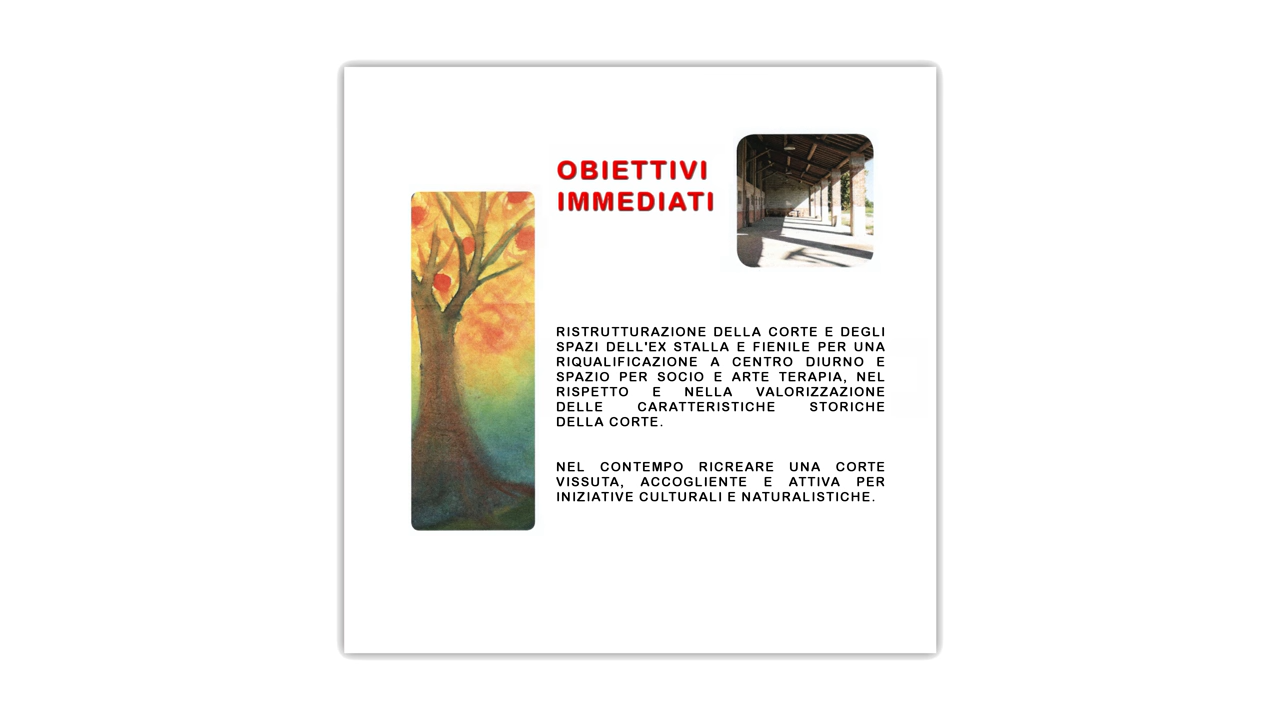 OBIETTIVI
IMMEDIATI
RISTRUTTURAZIONE DELLA CORTE E DEGLI
SPAZI DELL'EX STALLA E FIENILE PER UNA
RIQUALIFICAZIONE A CENTRO DIURNO E
SPAZIO PER SOCIO E ARTE TERAPIA, NEL
RISPETTO E NELLA VALORIZZAZIONE
DELLE CARATTERISTICHE STORICHE
DELLA CORTE.
NEL CONTEMPO RICREARE UNA CORTE
VISSUTA, ACCOGLIENTE E ATTIVA PER
INIZIATIVE CULTURALI E NATURALISTICHE.